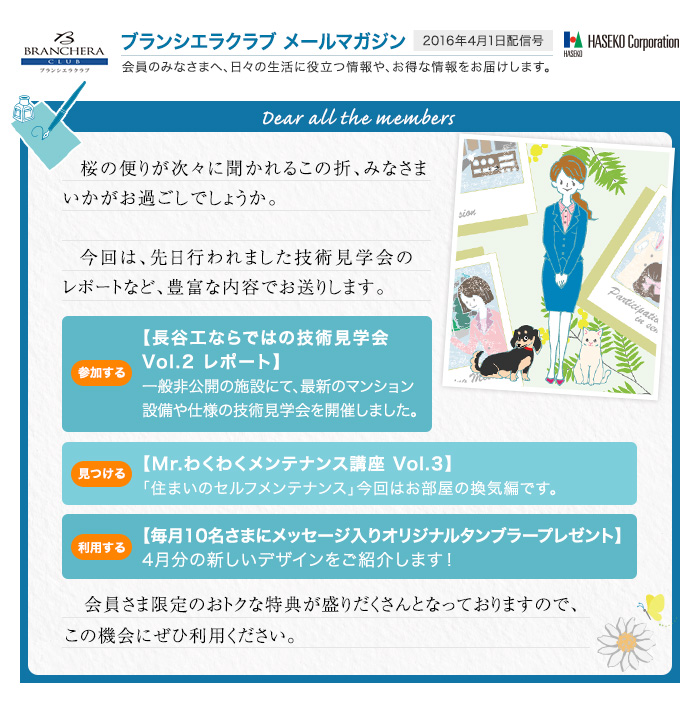 BRANCHERA
CLUB
ブランシエラクラブ
ブランシエラクラブ メールマガジン
2016年4月1日配信号
HASEKO
HASEKO Corporation
会員のみなさまへ、日々の生活に役立つ情報や、お得な情報をお届けします。
Dear all the members
桜の便りが次々に聞かれるこの折、みなさま
いかがお過ごしでしょうか。
今回は、先日行われました技術見学会の
レポートなど、豊富な内容でお送りします。
参加する
【長谷工ならではの技術見学会
Vol.2 レポート】
一般非公開の施設にて、最新のマンション
設備や仕様の技術見学会を開催しました。
見つける
【Mr.わくわくメンテナンス講座 Vol.3】
「住まいのセルフメンテナンス」今回はお部屋の換気編です。
利用する
【毎月10名さまにメッセージ入りオリジナルタンブラープレゼント】
4月分の新しいデザインをご紹介します！
会員さま限定のおトクな特典が盛りだくさんとなっておりますので、
この機会にぜひ利用ください。
Participation